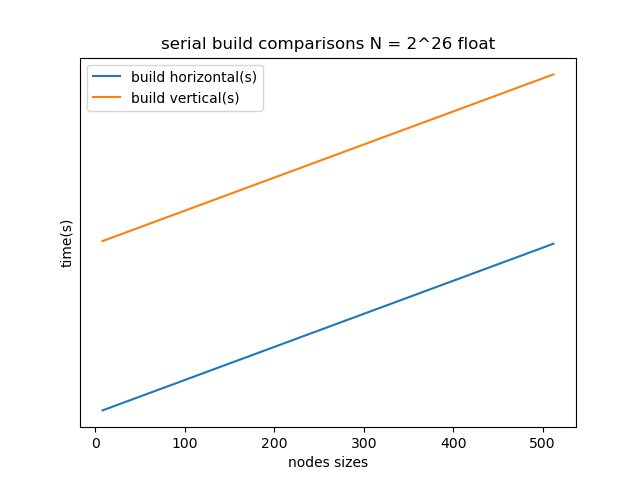 serial build comparisons N = 2^26 float
build horizontal(s)
build vertical(s)
time(s)
0 100 200 300 400 500
nodes sizes